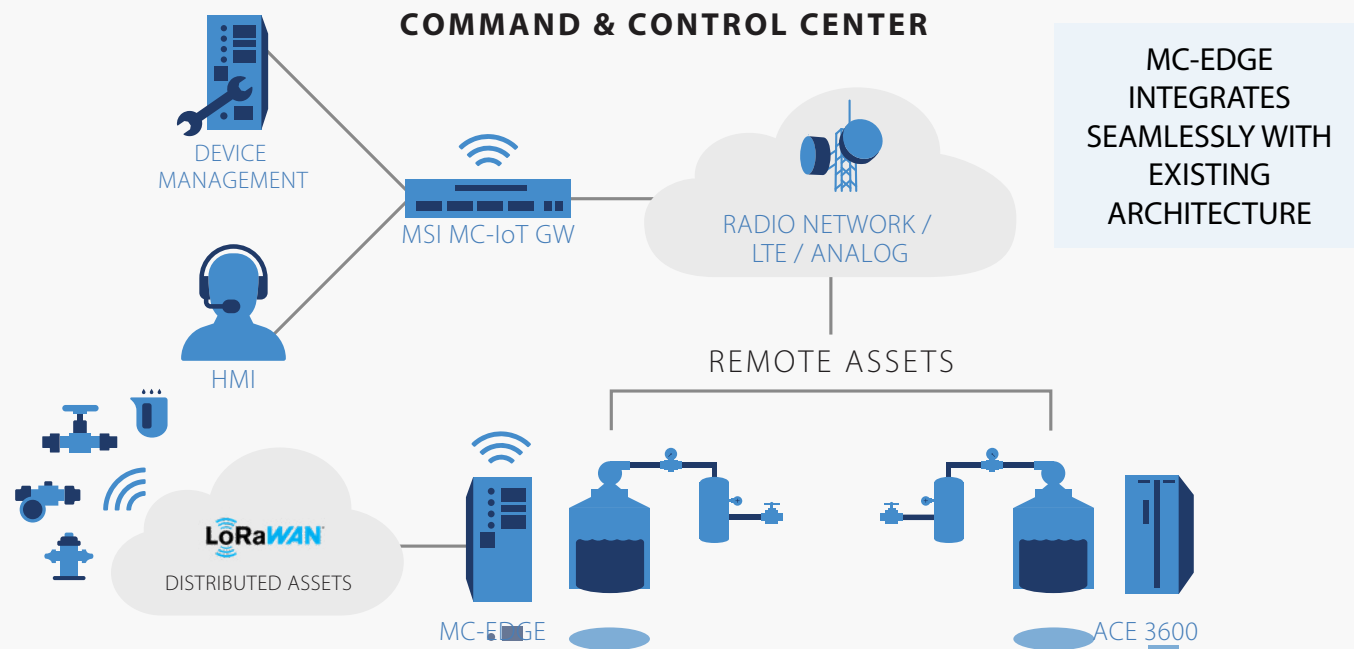 COMMAND & CONTROL CENTER
MC-EDGE
INTEGRATES
SEAMLESSLY WITH
EXISTING
ARCHITECTURE
DEVICE
MANAGEMENT
MSI MC-IoT GW
RADIO NETWORK /
LTE / ANALOG
HMI
REMOTE ASSETS
LoRaWAN
DISTRIBUTED ASSETS
MC-EDGE
ACE 3600